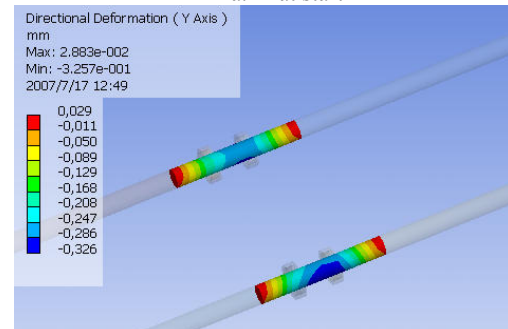 Directional Deformation ( Y Axis )
mm
Max: 2.883e-002
Min: -3.257e-001
2007/7/17 12:49
0,029
-0,011
-0,050
-0,089
-0,129
-0,168
-0,208
-0,247
-0,286
-0,326